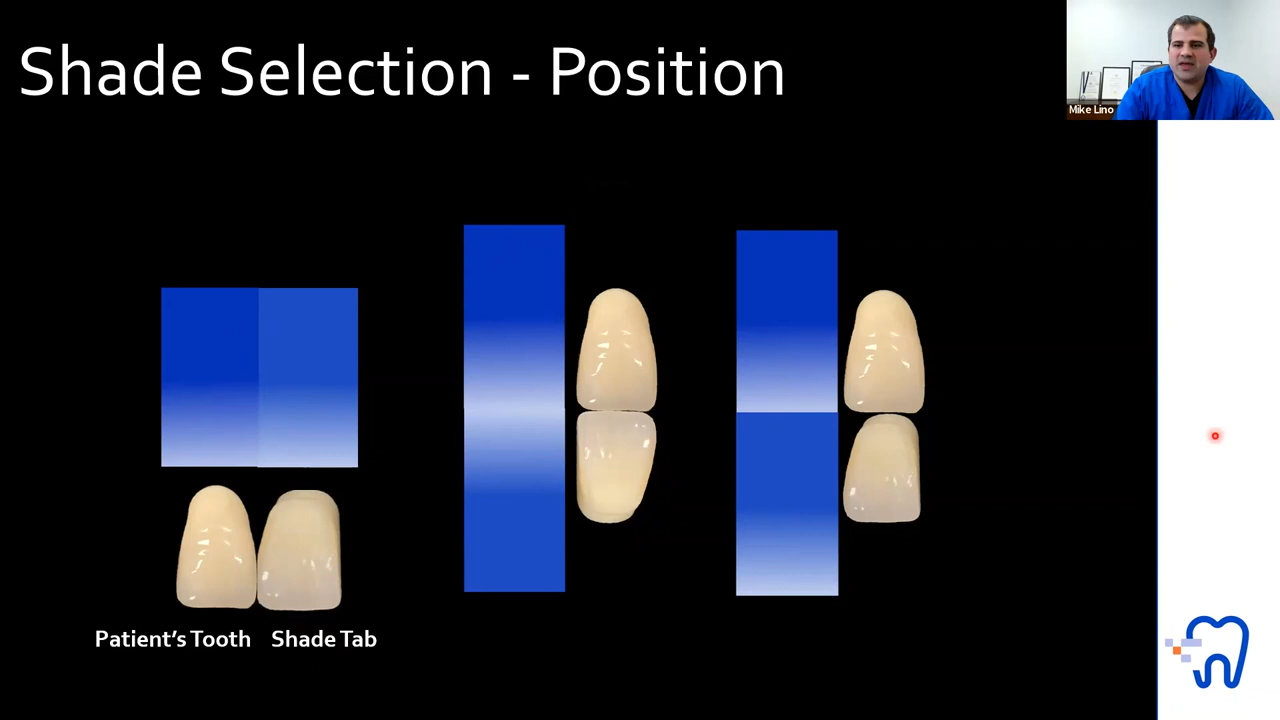 Shade Selection - Position
Mike Lino
Patient's Tooth Shade Tab